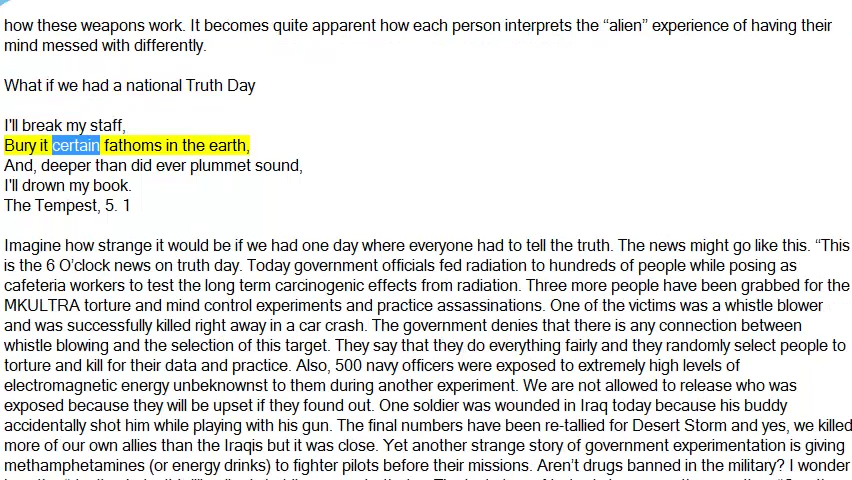 how these weapons work. It becomes quite apparent how each person interprets the “alien” experience of having their
mind messed with differently.
What if we had a national Truth Day
I'll break my staff,
Bury it certain fathoms in the earth,
And, deeper than did ever plummet sound,
I'll drown my book.
The Tempest, 5. 1
Imagine how strange it would be if we had one day where everyone had to tell the truth. The news might go like this. “This
is the 6 O’clock news on truth day. Today government officials fed radiation to hundreds of people while posing as
cafeteria workers to test the long term carcinogenic effects from radiation. Three more people have been grabbed for the
MKULTRA torture and mind control experiments and practice assassinations. One of the victims was a whistle blower
and was successfully killed right away in a car crash. The government denies that there is any connection between
whistle blowing and the selection of this target. They say that they do everything fairly and they randomly select people to
torture and kill for their data and practice. Also, 500 navy officers were exposed to extremely high levels of
electromagnetic energy unbeknownst to them during another experiment. We are not allowed to release who was
exposed because they will be upset if they found out. One soldier was wounded in Iraq today because his buddy
accidentally shot him while playing with his gun. The final numbers have been re-tallied for Desert Storm and yes, we killed
more of our own allies than the Iraqis but it was close. Yet another strange story of government experimentation is giving
methamphetamines (or energy drinks) to fighter pilots before their missions. Aren’t drugs banned in the military? I wonder